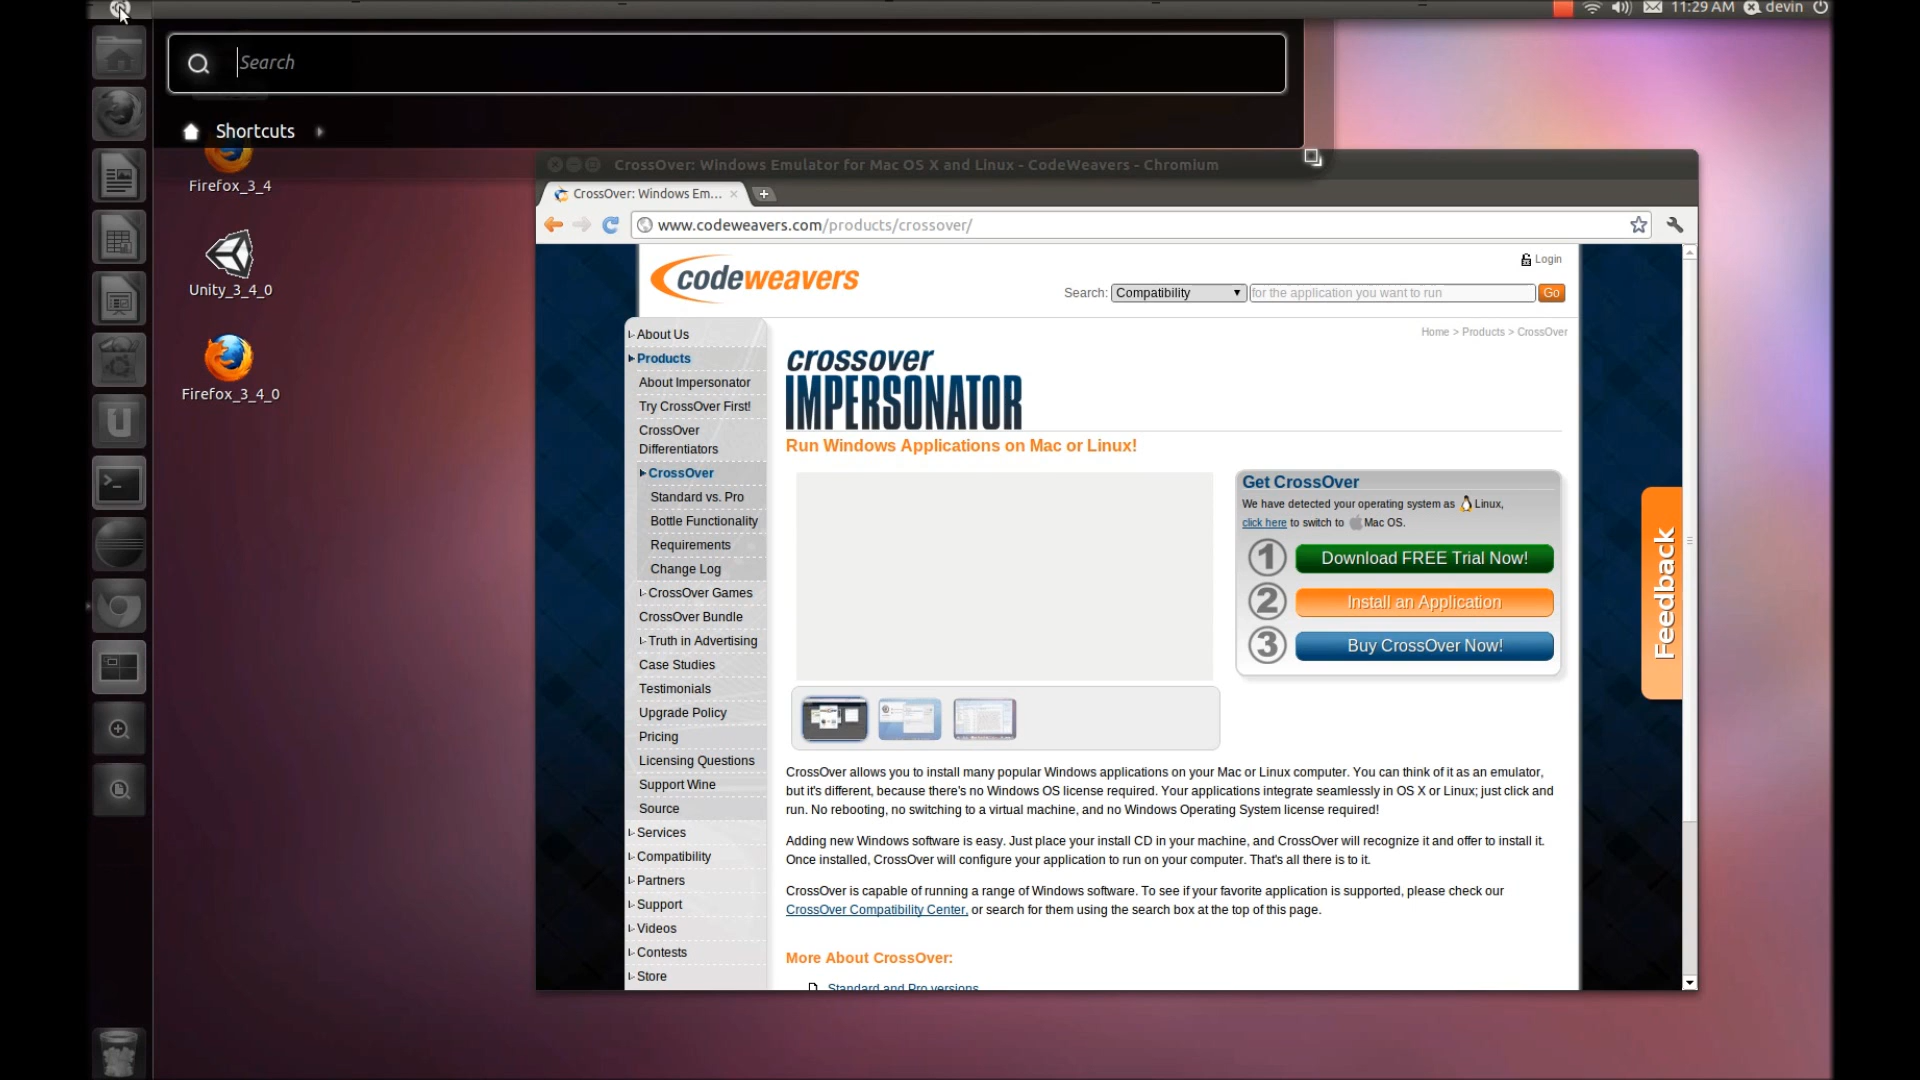 11:29 AM devin
Search
Shortcuts
Firefox_3_4
Unity_3_4_0
Firefox_3_4_0
CrossOver: Windows Emulator for Mac OS X and Linux - CodeWeavers - Chromium
CrossOver: Windows Em...
www.codeweavers.com/products/crossover/
codeweavers
Login
Search: Compatibility for the application you want to run Go
Home > Products > CrossOver
About Us
Products
About Impersonator
Try CrossOver First!
CrossOver
Differentiators
CrossOver
Standard vs. Pro
Bottle Functionality
Requirements
Change Log
CrossOver Games
CrossOver Bundle
Truth in Advertising
Case Studies
Testimonials
Upgrade Policy
Pricing
Licensing Questions
Support Wine
Source
Services
Compatibility
Partners
Support
Videos
Contests
Store
crossover
IMPERSONATOR
Run Windows Applications on Mac or Linux!
Get CrossOver
We have detected your operating system as Linux,
click here to switch to Mac OS.
1 Download FREE Trial Now!
2 Install an Application
3 Buy CrossOver Now!
Feedback
CrossOver allows you to install many popular Windows applications on your Mac or Linux computer. You can think of it as an emulator,
but it's different, because there's no Windows OS license required. Your applications integrate seamlessly in OS X or Linux; just click and
run. No rebooting, no switching to a virtual machine, and no Windows Operating System license required!
Adding new Windows software is easy. Just place your install CD in your machine, and CrossOver will recognize it and offer to install it.
Once installed, CrossOver will configure your application to run on your computer. That's all there is to it.
CrossOver is capable of running a range of Windows software. To see if your favorite application is supported, please check our
CrossOver Compatibility Center, or search for them using the search box at the top of this page.
More About CrossOver:
Standard and Pro versions